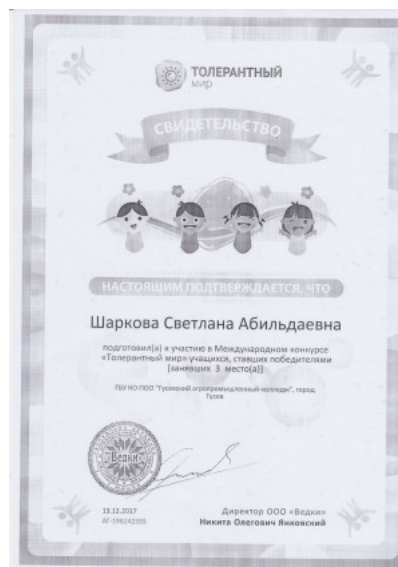 ТОЛЕРАНТНЫЙ
МИР
СВИДЕТЕЛЬСТВО
НАСТОЯЩИМ ПОДТВЕРЖДАЕТСЯ, ЧТО
Шаркова Светлана Абильдаевна
подготовил(а) к участию в Международном конкурсе
«Толерантный мир» учащихся, ставших победителями
[занявших 3 место(а)]
ГБУ КО ПОО "Гусевский агропромышленный колледж", город
Гусев
Ведки
13.12.2017
Директор ООО «Ведки»
АГ-196242355
Никита Олегович Янковский